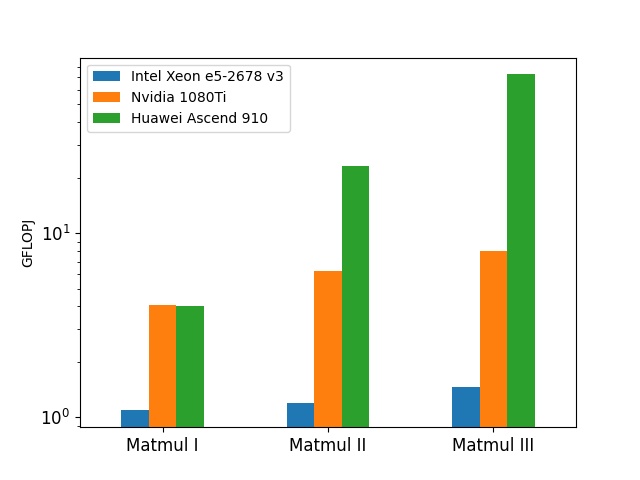 Intel Xeon e5-2678 v3
Nvidia 1080Ti
Huawei Ascend 910
GFLOPJ
10¹
10⁰
Matmul I
Matmul II
Matmul III